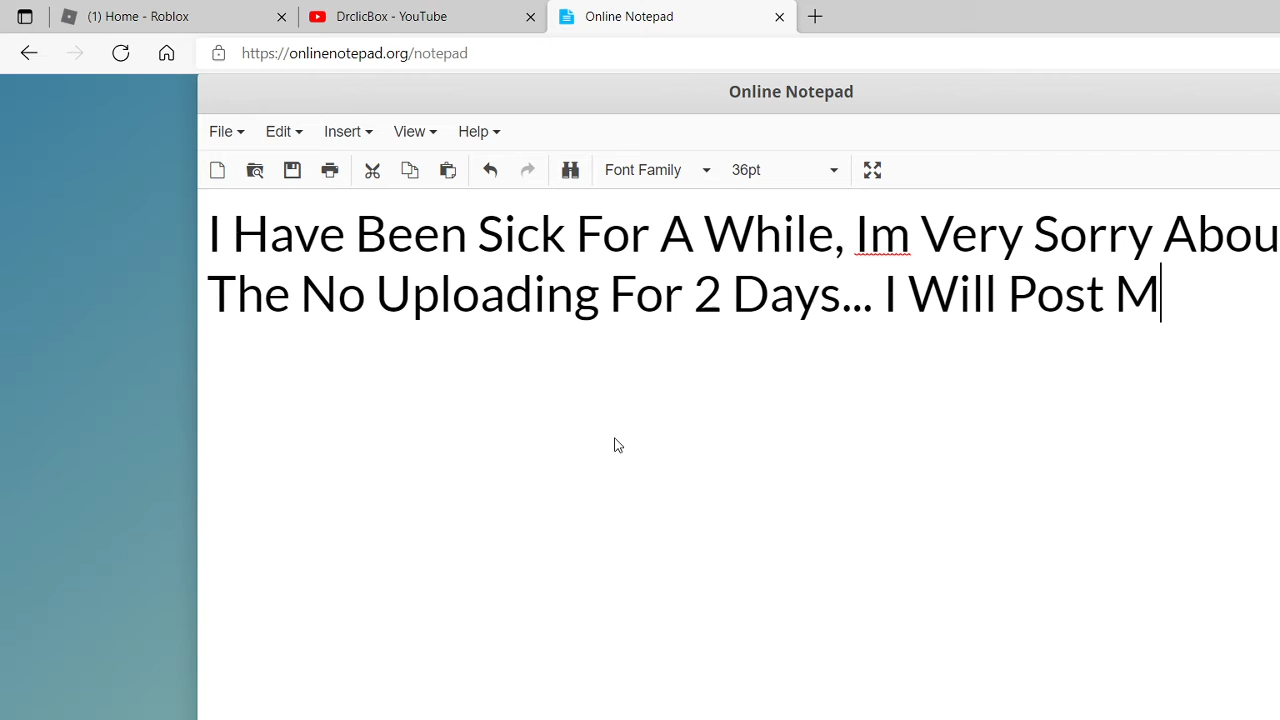 (1) Home - Roblox
DrclicBox - YouTube
Online Notepad
https://onlinenotepad.org/notepad
Online Notepad
File Edit Insert View Help
Font Family 36pt
I Have Been Sick For A While, Im Very Sorry Abou
The No Uploading For 2 Days... I Will Post M